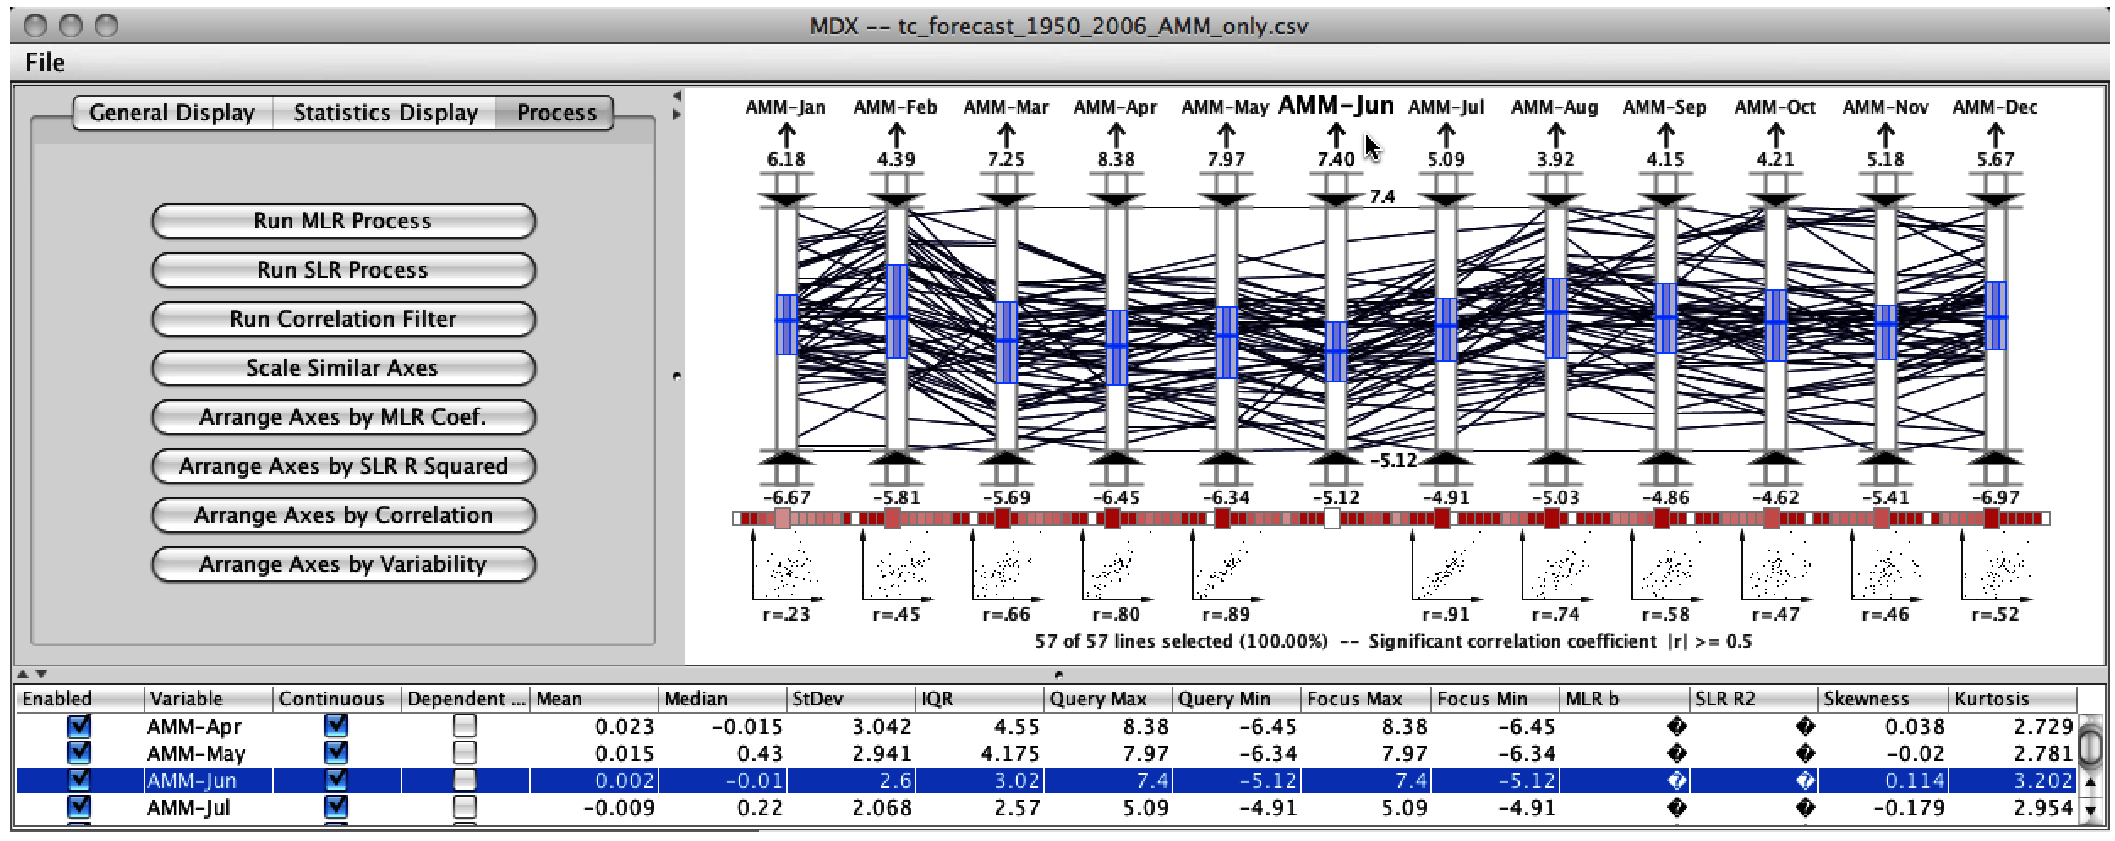 MDX -- tc_forecast_1950_2006_AMM_only.csv
File
General Display Statistics Display Process
Run MLR Process
Run SLR Process
Run Correlation Filter
Scale Similar Axes
Arrange Axes by MLR Coef.
Arrange Axes by SLR R Squared
Arrange Axes by Correlation
Arrange Axes by Variability
AMM-Jan AMM-Feb AMM-Mar AMM-Apr AMM-May AMM-Jun AMM-Jul AMM-Aug AMM-Sep AMM-Oct AMM-Nov AMM-Dec
6.18 4.39 7.25 8.38 7.97 7.40 5.09 3.92 4.15 4.21 5.18 5.67
7.4
-5.12
-6.67 -5.81 -5.69 -6.45 -6.34 -5.12 -4.91 -5.03 -4.86 -4.62 -5.41 -6.97
r=.23 r=.45 r=.66 r=.80 r=.89 r=.91 r=.74 r=.58 r=.47 r=.46 r=.52
57 of 57 lines selected (100.00%) -- Significant correlation coefficient |r| >= 0.5
Enabled Variable Continuous Dependent ... Mean Median StDev IQR Query Max Query Min Focus Max Focus Min MLR b SLR R2 Skewness Kurtosis
AMM-Apr 0.023 -0.015 3.042 4.55 8.38 -6.45 8.38 -6.45 � � 0.038 2.729
AMM-May 0.015 0.43 2.941 4.175 7.97 -6.34 7.97 -6.34 � � -0.02 2.781
AMM-Jun 0.002 -0.01 2.6 3.02 7.4 -5.12 7.4 -5.12 � � 0.114 3.202
AMM-Jul -0.009 0.22 2.068 2.57 5.09 -4.91 5.09 -4.91 � � -0.179 2.954